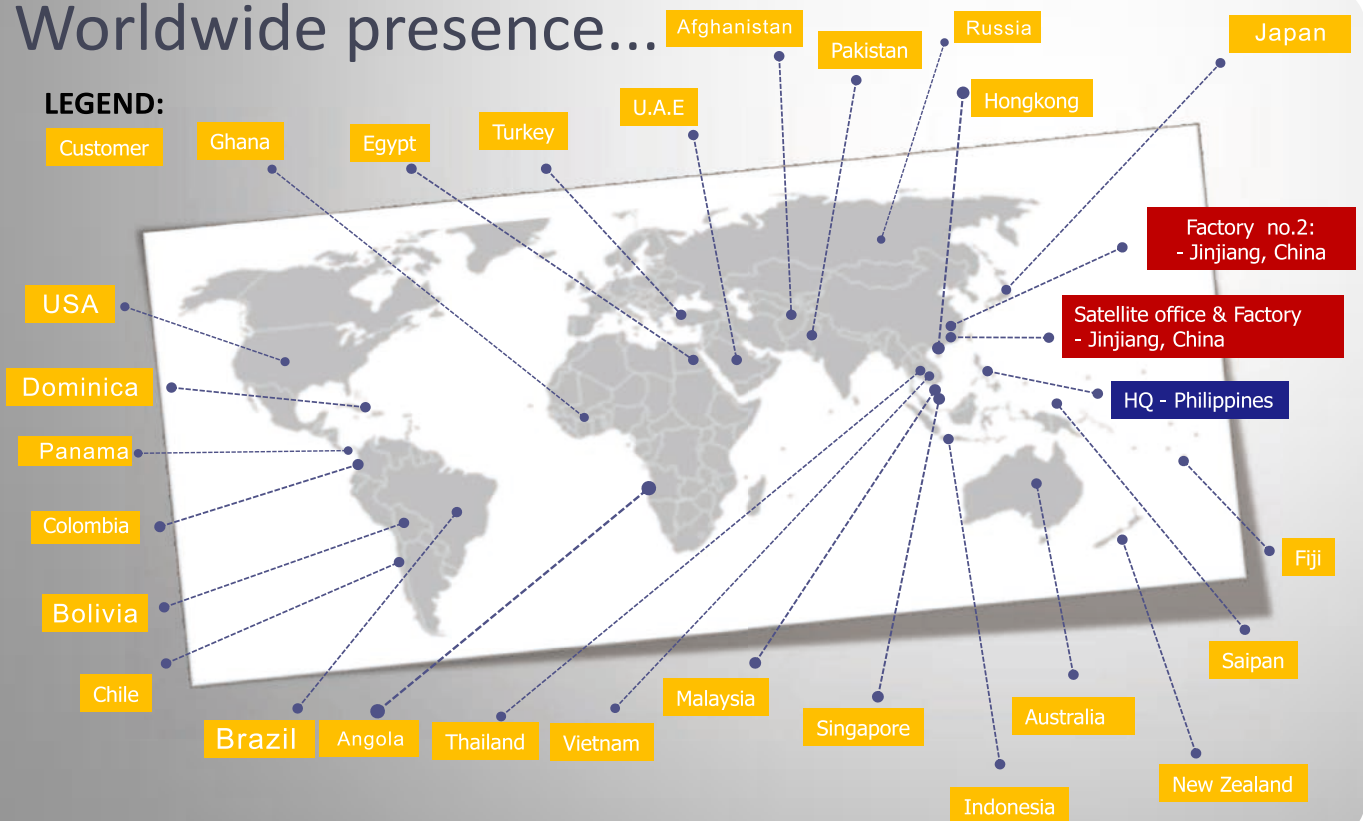 Worldwide presence...
LEGEND:
Customer
Ghana
Egypt
Turkey
U.A.E
Afghanistan
Pakistan
Russia
Hongkong
Japan
Factory no.2:
- Jinjiang, China
Satellite office & Factory
- Jinjiang, China
HQ - Philippines
USA
Dominica
Panama
Colombia
Bolivia
Chile
Brazil
Angola
Thailand
Vietnam
Malaysia
Singapore
Indonesia
Australia
New Zealand
Saipan
Fiji